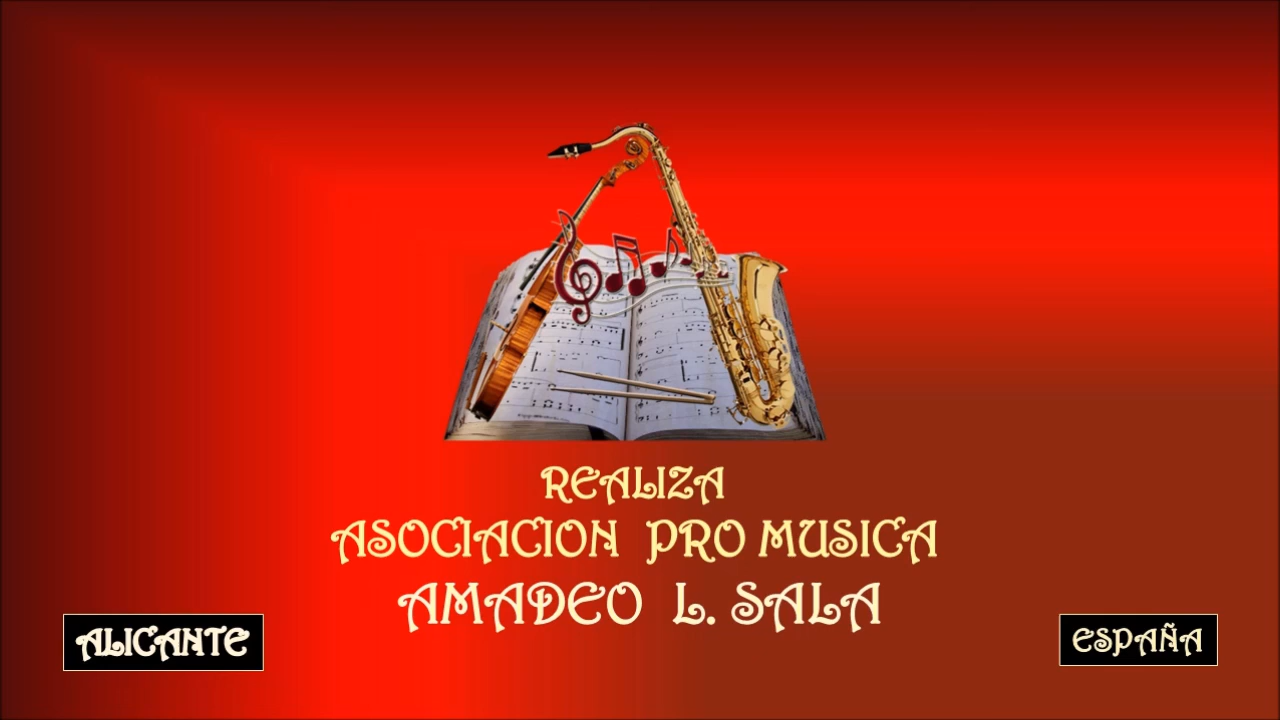 REALIZA
ASOCIACION PRO MUSICA
AMADEO L. SALA
ALICANTE
ESPAÑA